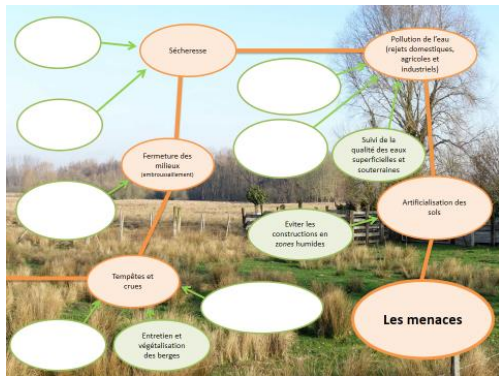 Sécheresse
Pollution de l'eau
(rejets domestiques,
agricoles et
industriels)
Fermeture des
milieux
(embroussaillement)
Suivi de la
qualité des eaux
superficielles et
souterraines
Artificialisation des
sols
Eviter les
constructions en
zones humides
Tempêtes et
crues
Entretien et
végétalisation
des berges
Les menaces